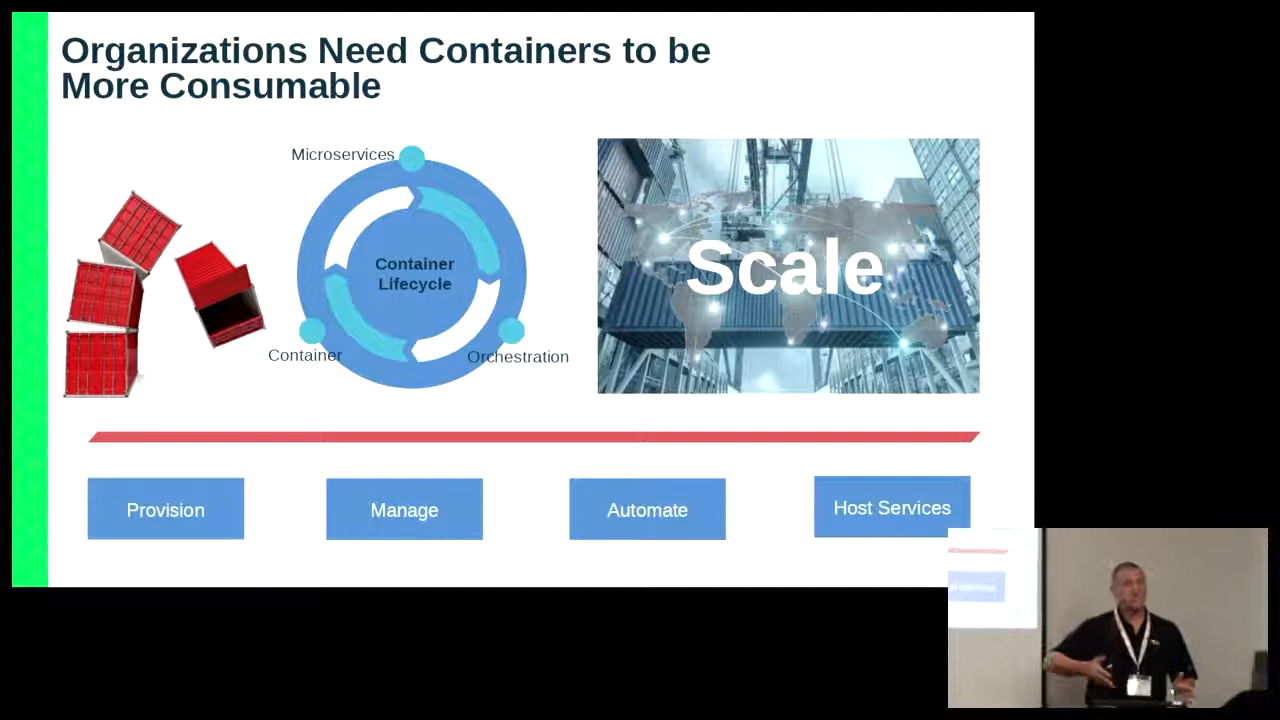 Organizations Need Containers to be
More Consumable
Microservices
Container
Lifecycle
Container
Orchestration
Scale
Provision
Manage
Automate
Host Services